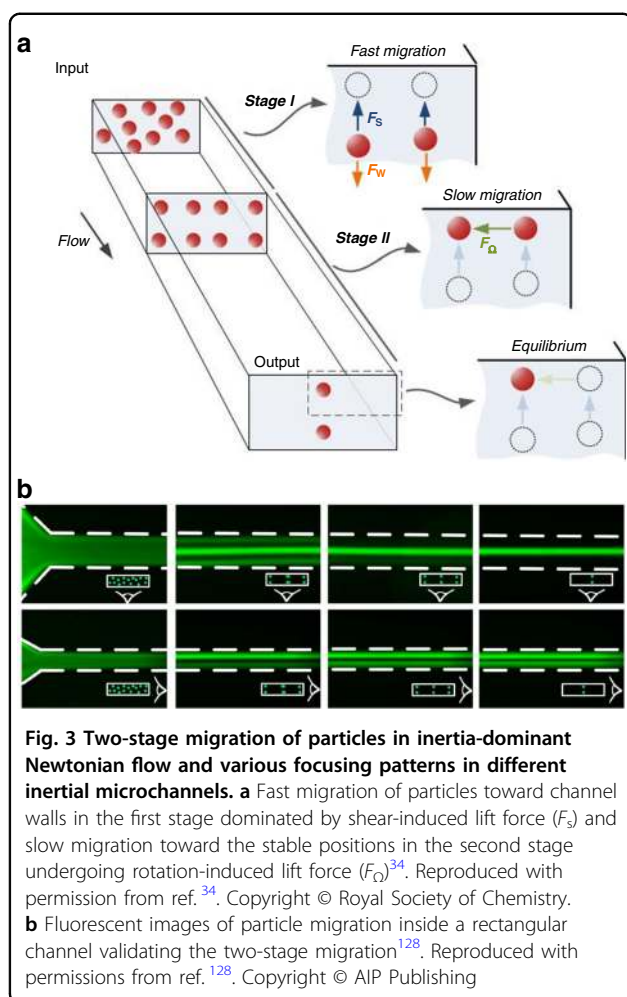 a
Input
Fast migration
Stage I
Fs
Fw
Slow migration
Flow
Stage II
FΩ
Equilibrium
Output
b
Fig. 3 Two-stage migration of particles in inertia-dominant
Newtonian flow and various focusing patterns in different
inertial microchannels. a Fast migration of particles toward channel
walls in the first stage dominated by shear-induced lift force (Fs) and
slow migration toward the stable positions in the second stage
undergoing rotation-induced lift force (FΩ)34. Reproduced with
permission from ref. 34. Copyright © Royal Society of Chemistry.
b Fluorescent images of particle migration inside a rectangular
channel validating the two-stage migration128. Reproduced with
permissions from ref. 128. Copyright © AIP Publishing